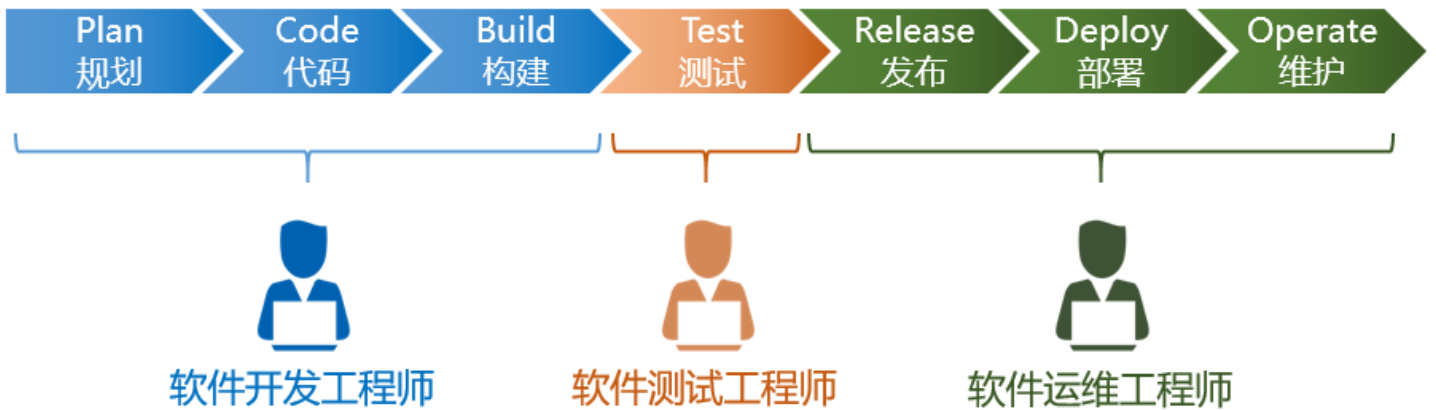 Plan
规划
Code
代码
Build
构建
Test
测试
Release
发布
Deploy
部署
Operate
维护
软件开发工程师
软件测试工程师
软件运维工程师